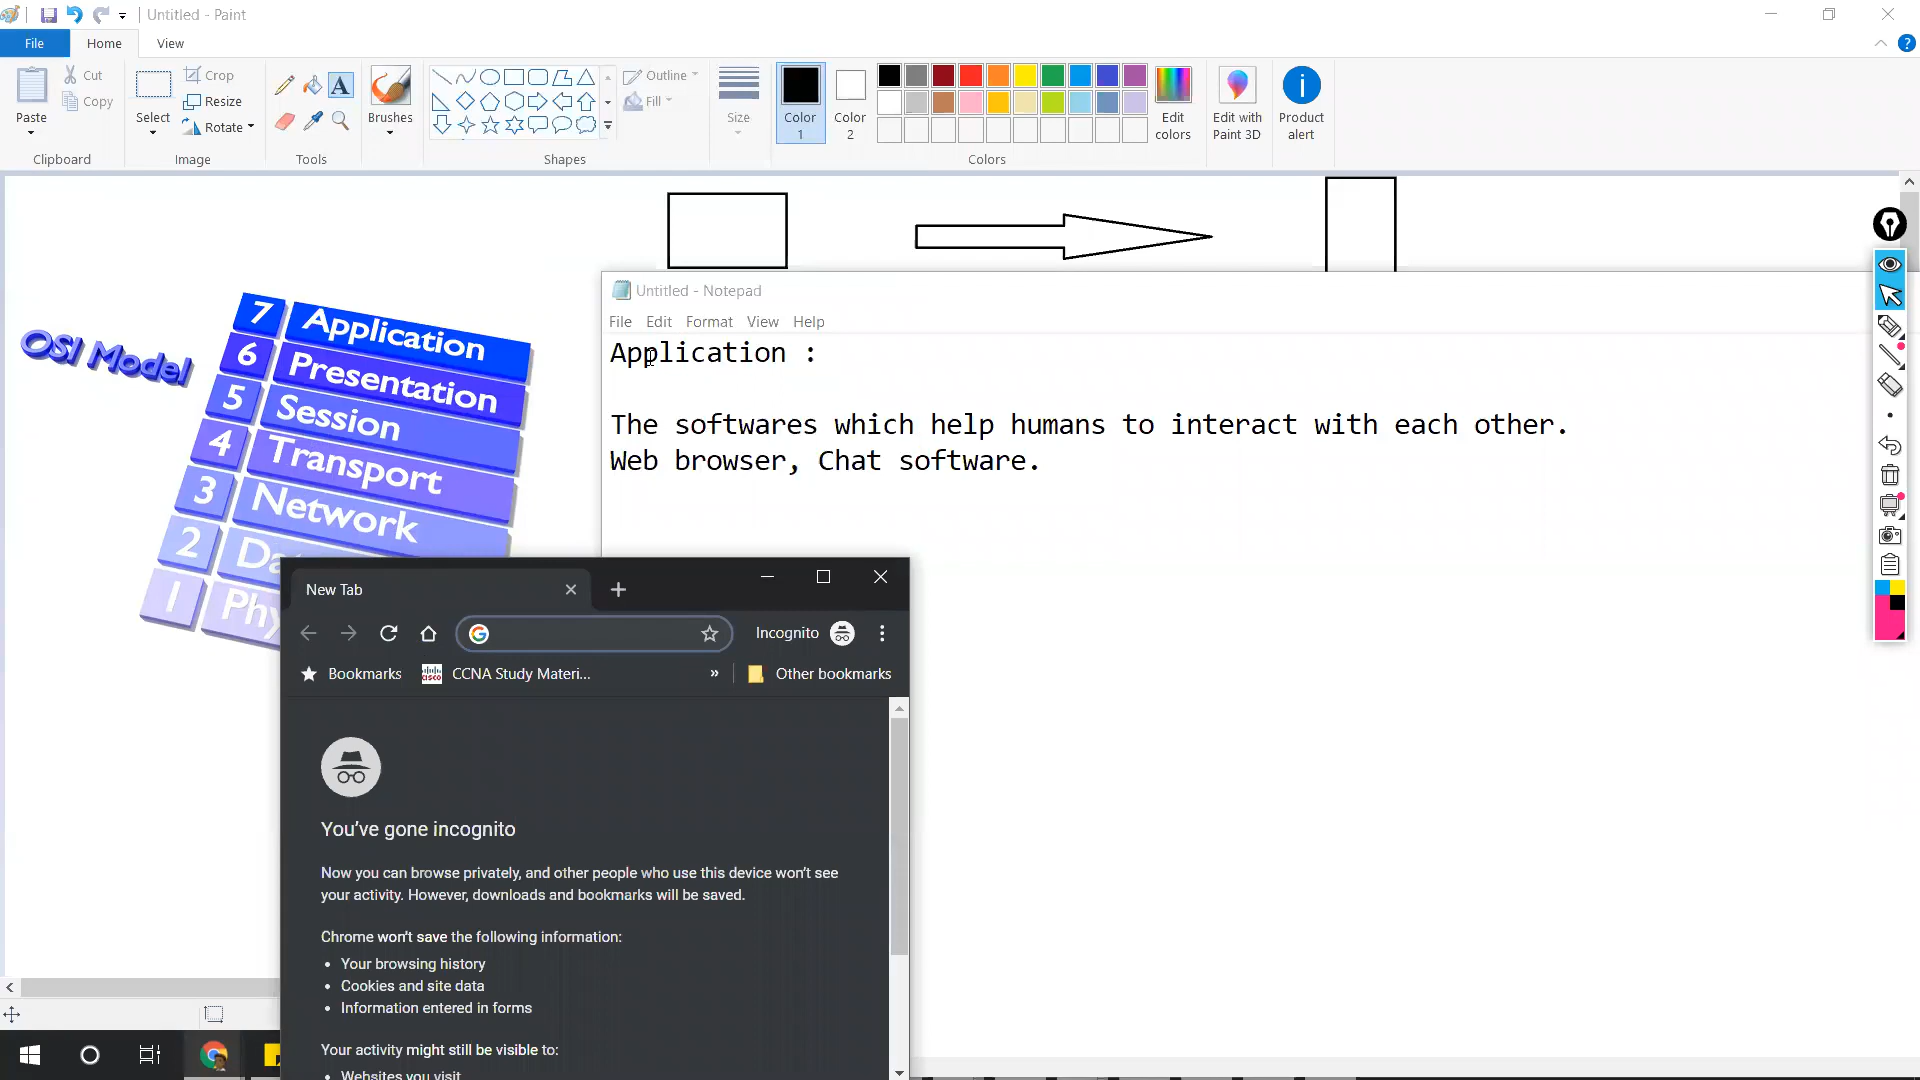 Untitled - Paint
File Home View
Paste
Cut
Copy
Clipboard
Select
Crop
Resize
Rotate
Image
Tools
Brushes
Shapes
Outline
Fill
Size
Color
1
Color
2
Edit
colors
Colors
Edit with
Paint 3D
Product
alert
OSI Model
7 Application
6 Presentation
5 Session
4 Transport
3 Network
2 Da
1 Phy
Untitled - Notepad
File Edit Format View Help
Application :
The softwares which help humans to interact with each other.
Web browser, Chat software.
New Tab
Incognito
Bookmarks CCNA Study Materi... » Other bookmarks
You've gone incognito
Now you can browse privately, and other people who use this device won't see
your activity. However, downloads and bookmarks will be saved.
Chrome won't save the following information:
• Your browsing history
• Cookies and site data
• Information entered in forms
Your activity might still be visible to:
• Websites you visit